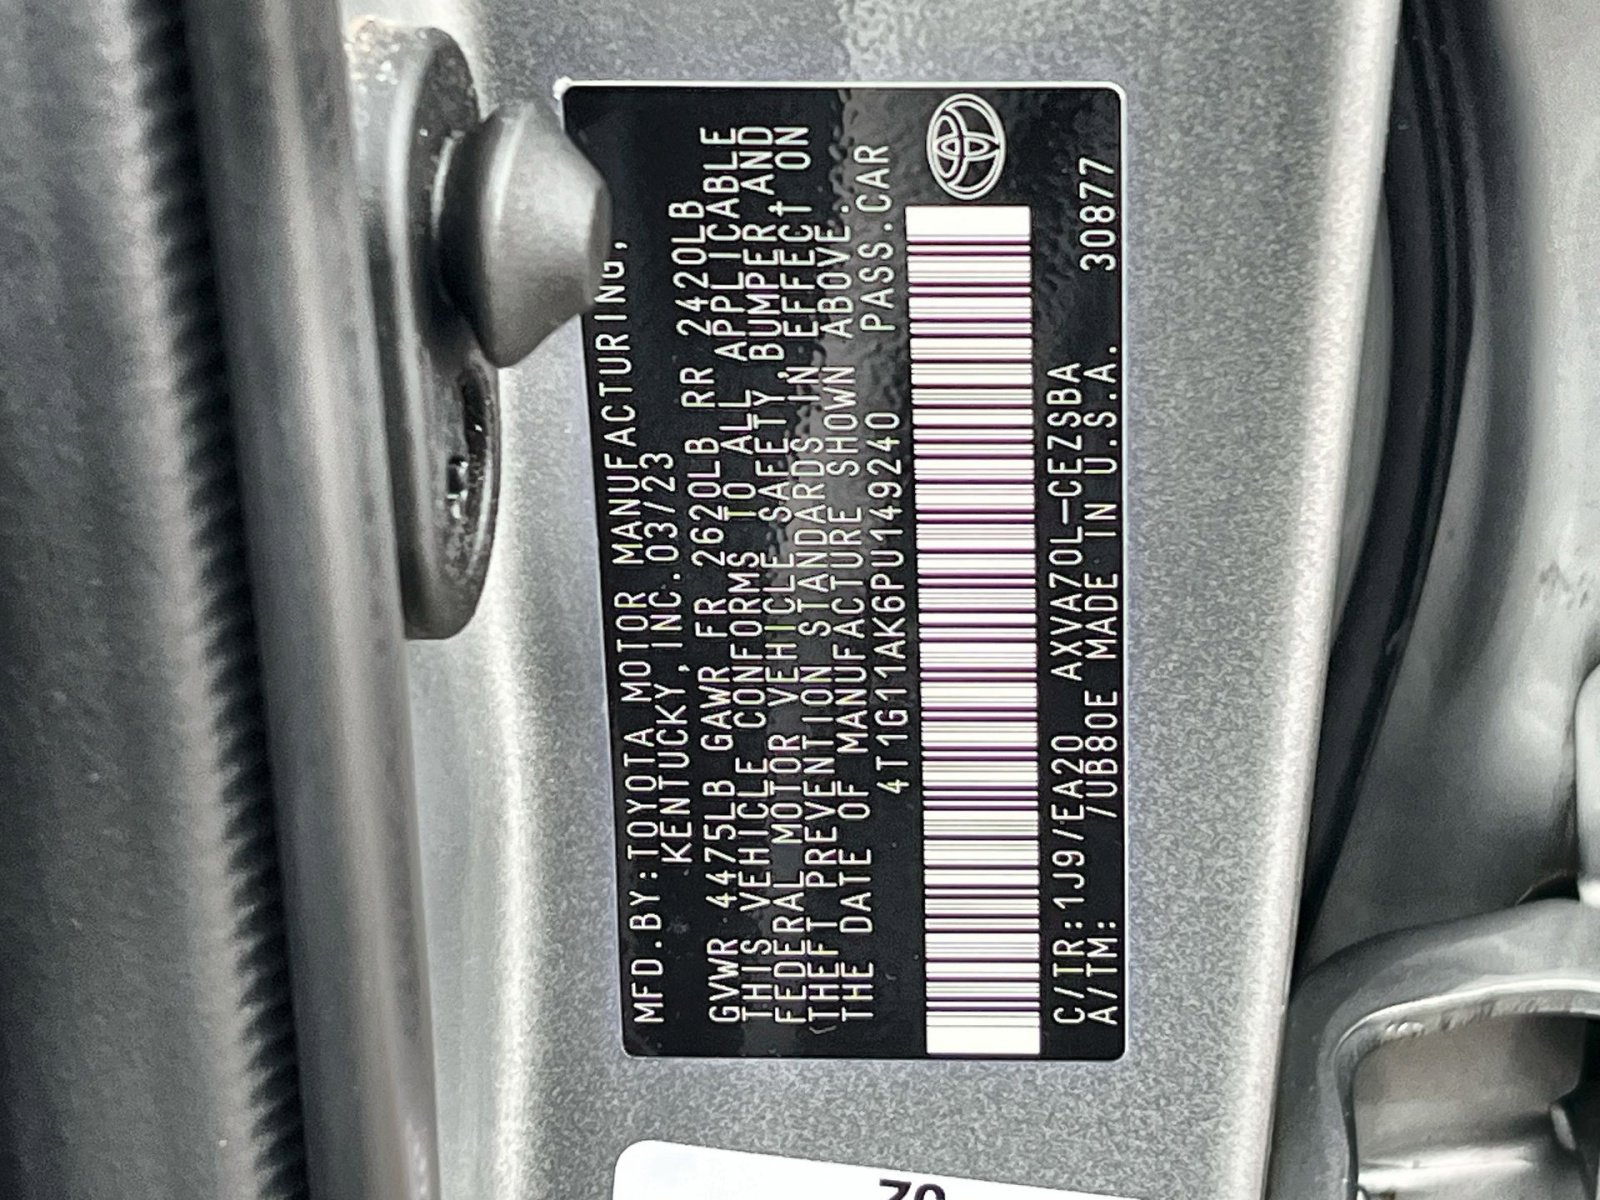 MFD.BY:TOYOTA MOTOR MANUFACTURING,
KENTUCKY,INC.03/23
GVWR 4475LB GAWR FR 2620LB RR 2420LB
THIS VEHICLE CONFORMS TO ALL APPLICABLE
FEDERAL MOTOR VEHICLE SAFETY,BUMPER,AND
THEFT PREVENTION STANDARDS IN EFFECT ON
THE DATE OF MANUFACTURE SHOWN ABOVE.
4T1G11AK6PU149240 PASS.CAR
C/TR:1J9/EA20 AXVA70L-CEZSBA
A/TM: /UB80E MADE IN U.S.A. 30877